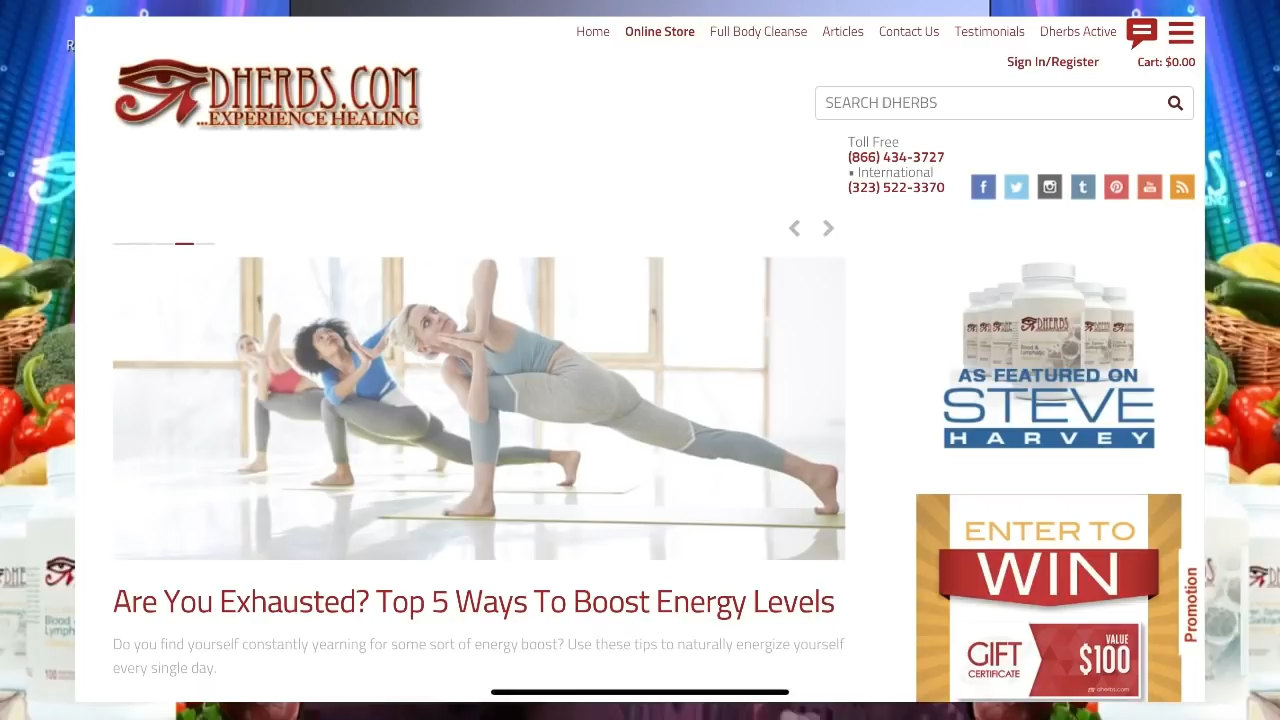 Home Online Store Full Body Cleanse Articles Contact Us Testimonials Dherbs Active
Sign In/Register Cart: $0.00
DHERBS.COM
...EXPERIENCE HEALING
SEARCH DHERBS
Toll Free
(866) 434-3727
▪ International
(323) 522-3370
DHERBS
AS FEATURED ON
STEVE
HARVEY
ENTER TO
WIN
GIFT
CERTIFICATE
VALUE
$100
dherbs.com
Promotion
Are You Exhausted? Top 5 Ways To Boost Energy Levels
Do you find yourself constantly yearning for some sort of energy boost? Use these tips to naturally energize yourself
every single day.